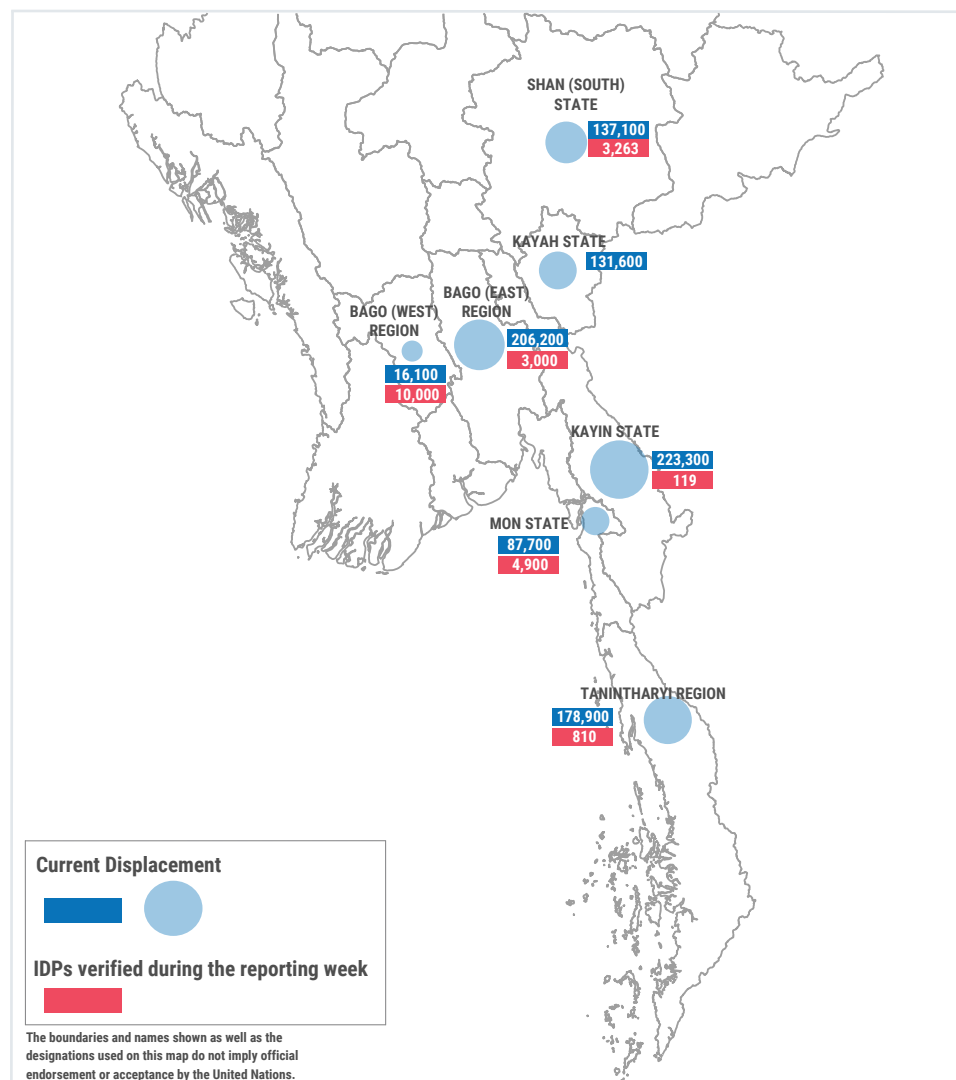 SHAN (SOUTH)
STATE
137,100
3,263
KAYAH STATE
131,600
BAGO (EAST)
REGION
206,200
3,000
BAGO (WEST)
REGION
16,100
10,000
KAYIN STATE
223,300
119
MON STATE
87,700
4,900
TANINTHARYI REGION
178,900
810
Current Displacement
IDPs verified during the reporting week
The boundaries and names shown as well as the
designations used on this map do not imply official
endorsement or acceptance by the United Nations.